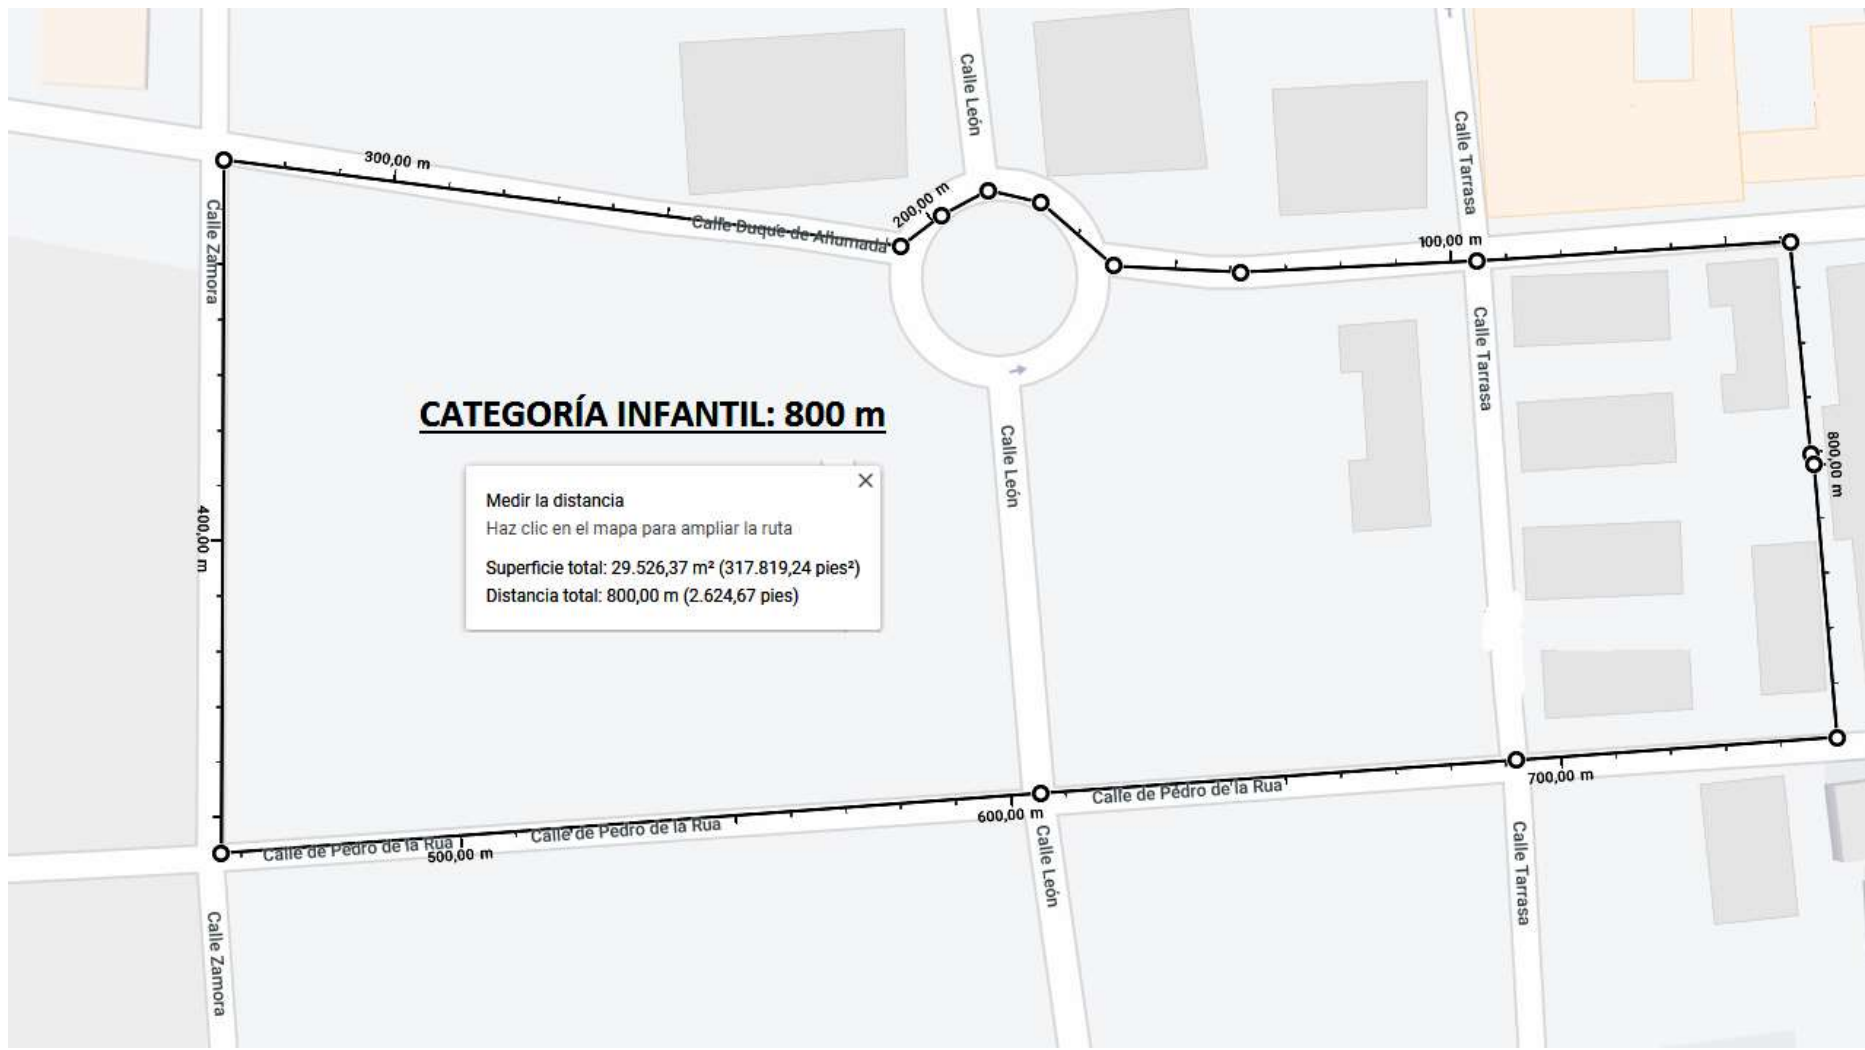 Calle León
Calle Tarrasa
300,00 m
200,00 m
Calle Duque de Ahumada
Calle Zamora
100,00 m
Calle Tarrasa
CATEGORÍA INFANTIL: 800 m
Calle León
800,00 m
Medir la distancia
Haz clic en el mapa para ampliar la ruta
Superficie total: 29.526,37 m² (317.819,24 pies²)
Distancia total: 800,00 m (2.624,67 pies)
400,00 m
700,00 m
Calle de Pedro de la Rua
600,00 m
Calle de Pedro de la Rua
Calle de Pedro de la Rua
500,00 m
Calle León
Calle Tarrasa
Calle Zamora